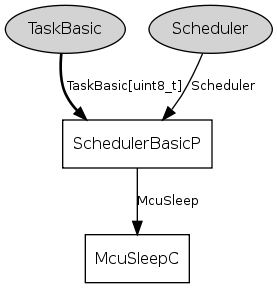 TaskBasic Scheduler
TaskBasic[uint8_t] Scheduler
SchedulerBasicP
McuSleep
McuSleepC